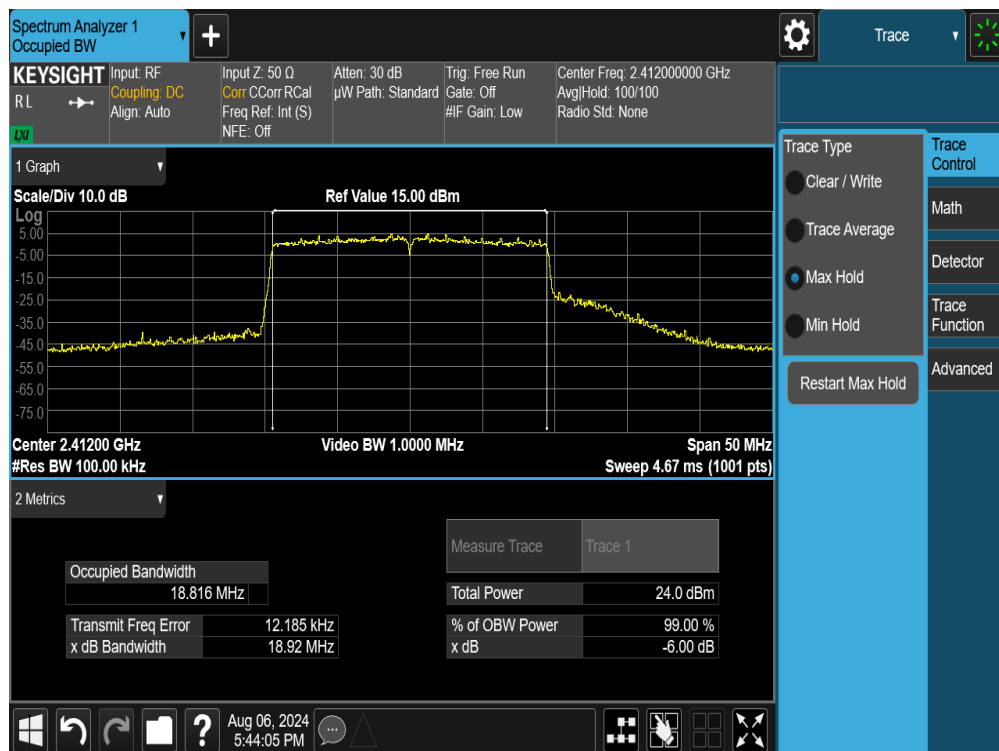 Spectrum Analyzer 1
Occupied BW
+
Trace
KEYSIGHT
RL
LXI
Input: RF
Coupling: DC
Align: Auto
Input Z: 50 Ω
Corr CCorr RCal
Freq Ref: Int (S)
NFE: Off
Atten: 30 dB
µW Path: Standard
Trig: Free Run
Gate: Off
#IF Gain: Low
Center Freq: 2.412000000 GHz
Avg|Hold: 100/100
Radio Std: None
1 Graph
Scale/Div 10.0 dB
Ref Value 15.00 dBm
Log
5.00
-5.00
-15.0
-25.0
-35.0
-45.0
-55.0
-65.0
-75.0
Center 2.41200 GHz
Video BW 1.0000 MHz
Span 50 MHz
#Res BW 100.00 kHz
Sweep 4.67 ms (1001 pts)
2 Metrics
Measure Trace Trace 1
Occupied Bandwidth
18.816 MHz
Total Power 24.0 dBm
Transmit Freq Error 12.185 kHz
% of OBW Power 99.00 %
x dB Bandwidth 18.92 MHz
x dB -6.00 dB
Trace Type
Clear / Write
Trace Average
Max Hold
Min Hold
Restart Max Hold
Trace
Control
Math
Detector
Trace
Function
Advanced
?
Aug 06, 2024
5:44:05 PM